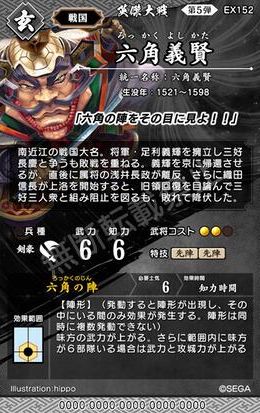 玄
戦国
英傑大戦
第5弾
EX152
ろっかく よしかた
六角義賢
統一名称：六角義賢
生没年：1521～1598
「六角の陣をその目に見よ！！」
南近江の戦国大名。将軍・足利義輝を擁立し三好
長慶と争うも敗戦を重ねる。義輝を京に帰還させ
るが、直後に属将の浅井長政が離反。さらに織田
信長が上洛を開始すると、旧領回復を目論んで三
好三人衆と組み阻止を図るも、敗れて降伏した。
兵種 武力 知力 武将コスト
剣豪 6 6 特技 先陣 先陣
ろっかくのじん
六角の陣
必要士気 6
効果時間 知力時間
効果範囲
【陣形】（発動すると陣形が出現し、その
中にいる間のみ効果が発生する。陣形は同
時に複数発動できない）
味方の武力が上がる。さらに範囲内に味方
が６部隊いる場合は武力と攻城力が上がる
Illustration:hippo
©SEGA
0000-0000-0000-0000-0000